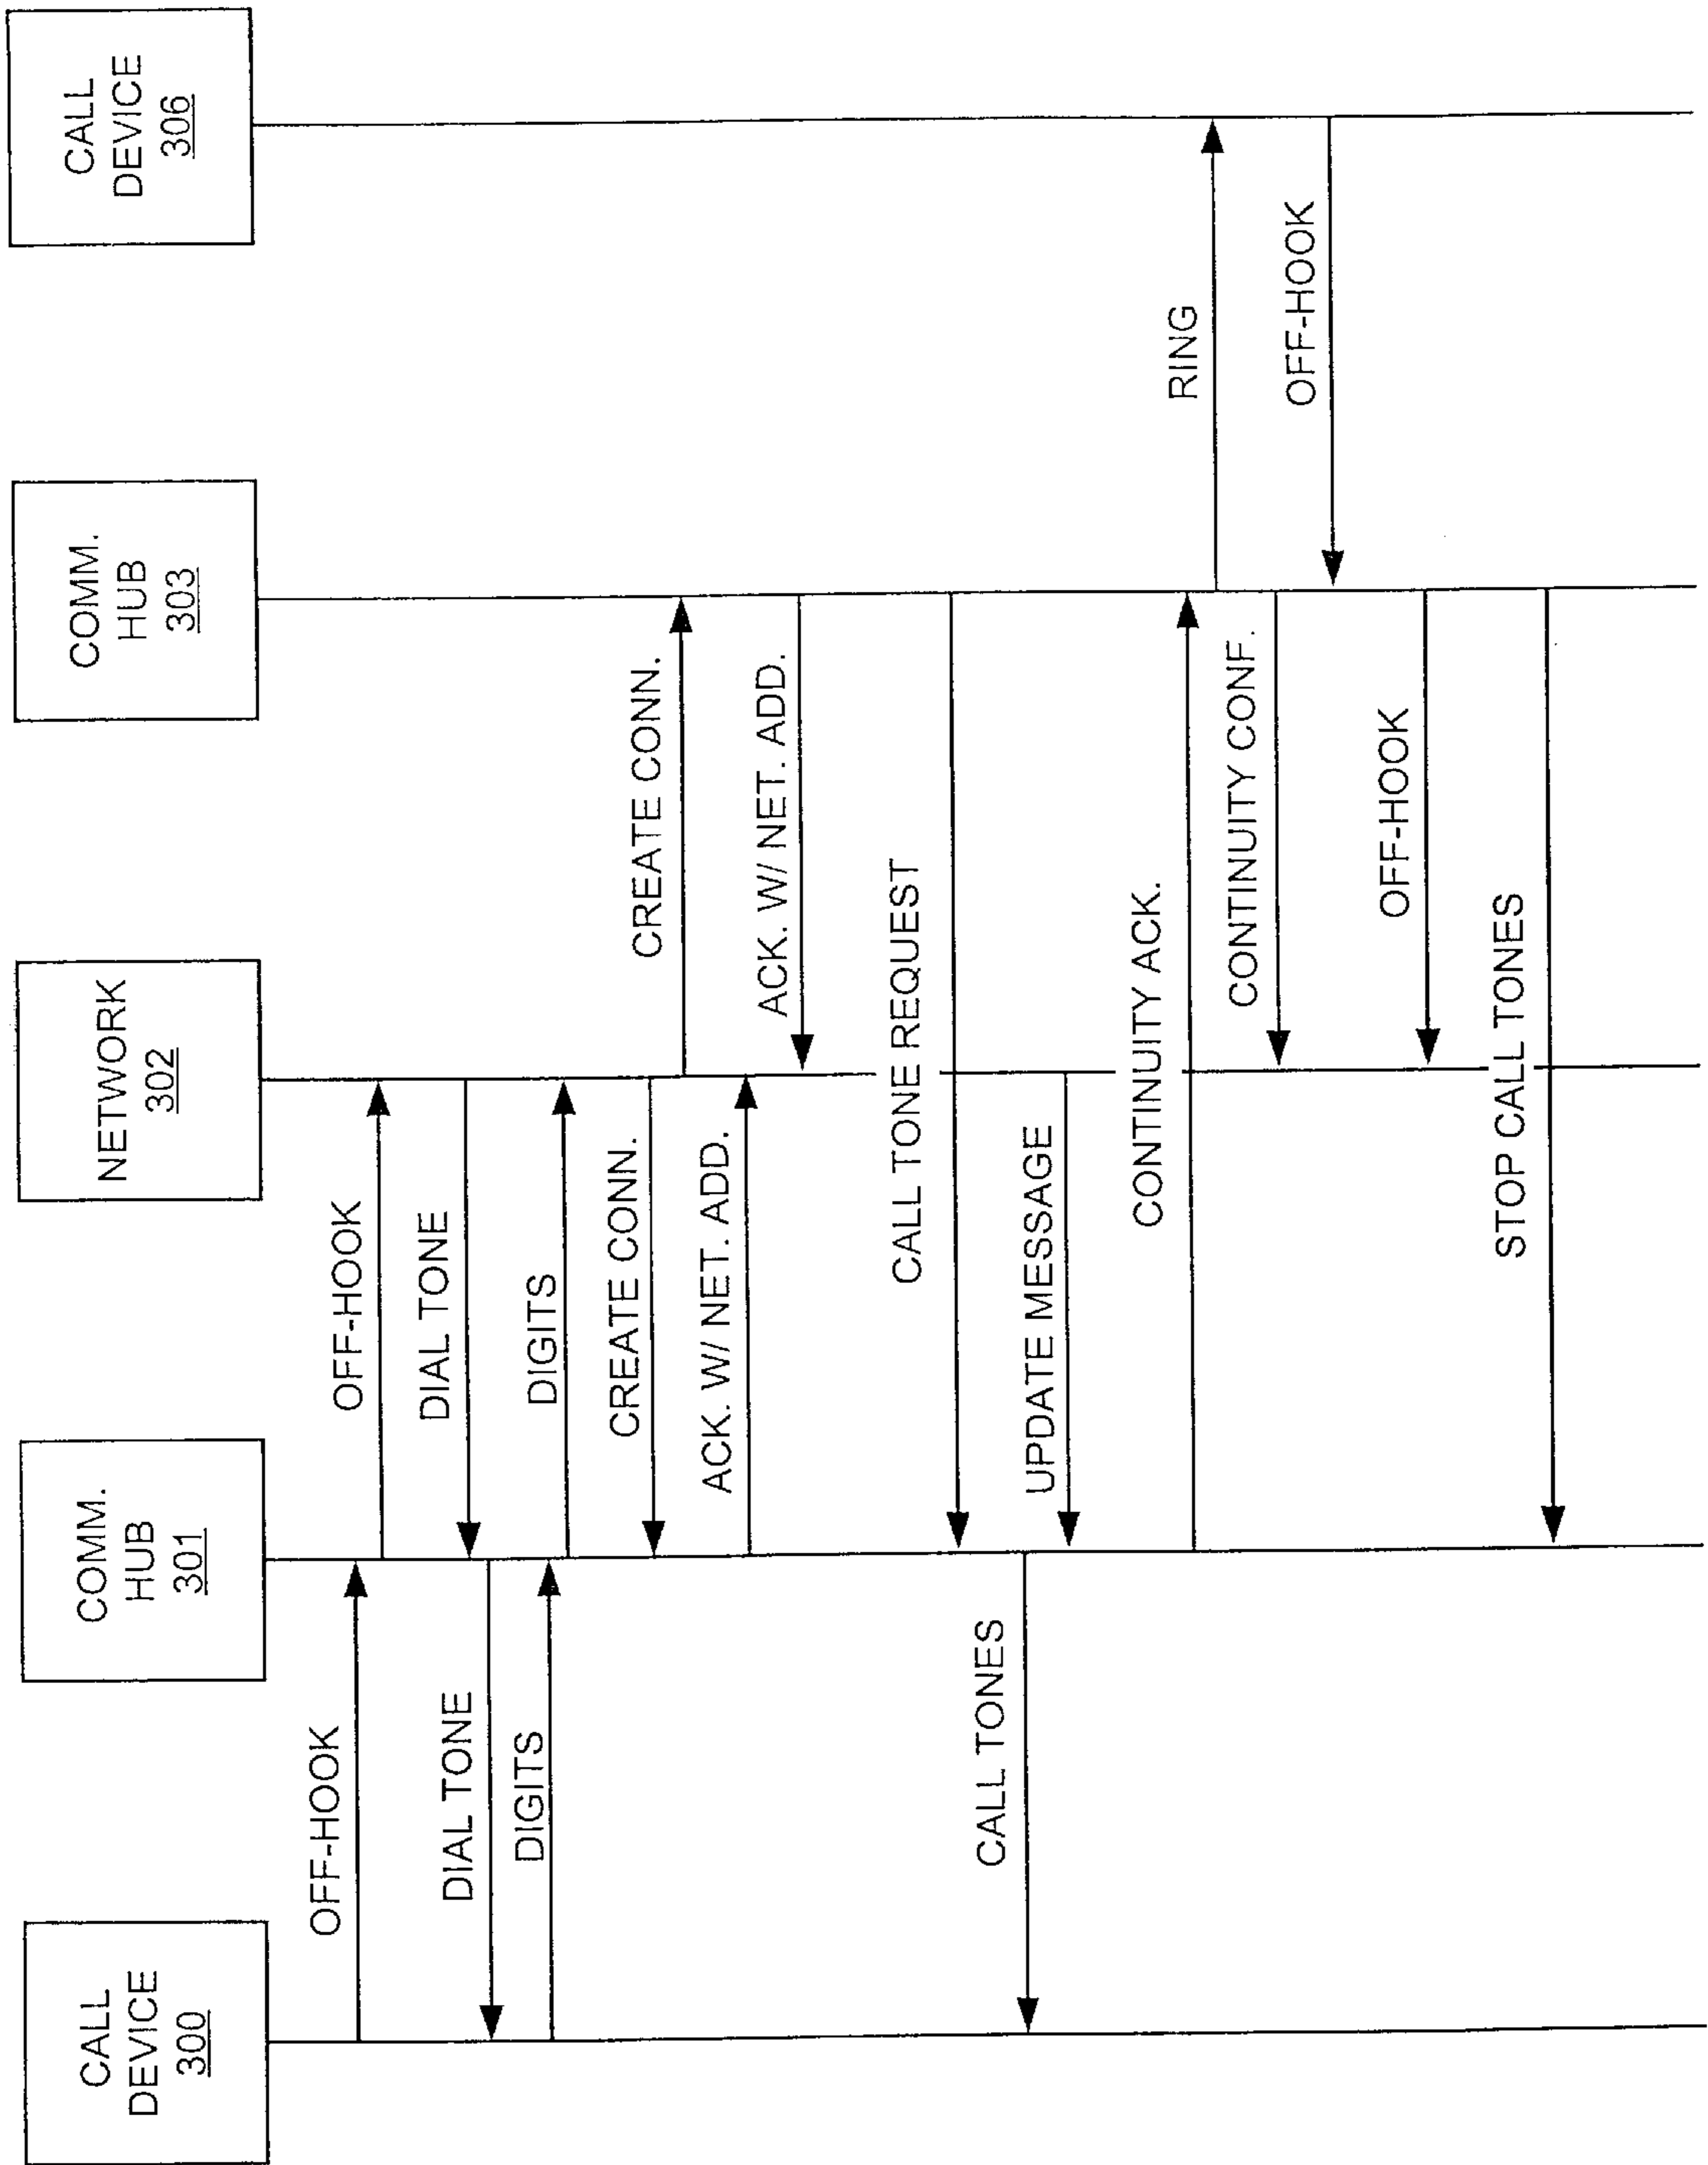 CALL
DEVICE
300
COMM.
HUB
301
NETWORK
302
COMM.
HUB
303
CALL
DEVICE
306
OFF-HOOK
OFF-HOOK
DIAL TONE
DIAL TONE
DIGITS
DIGITS
CREATE CONN.
CREATE CONN.
ACK. W/ NET. ADD.
ACK. W/ NET. ADD.
CALL TONE REQUEST
CALL TONES
UPDATE MESSAGE
CONTINUITY ACK.
RING
CONTINUITY CONF.
OFF-HOOK
OFF-HOOK
STOP CALL TONES